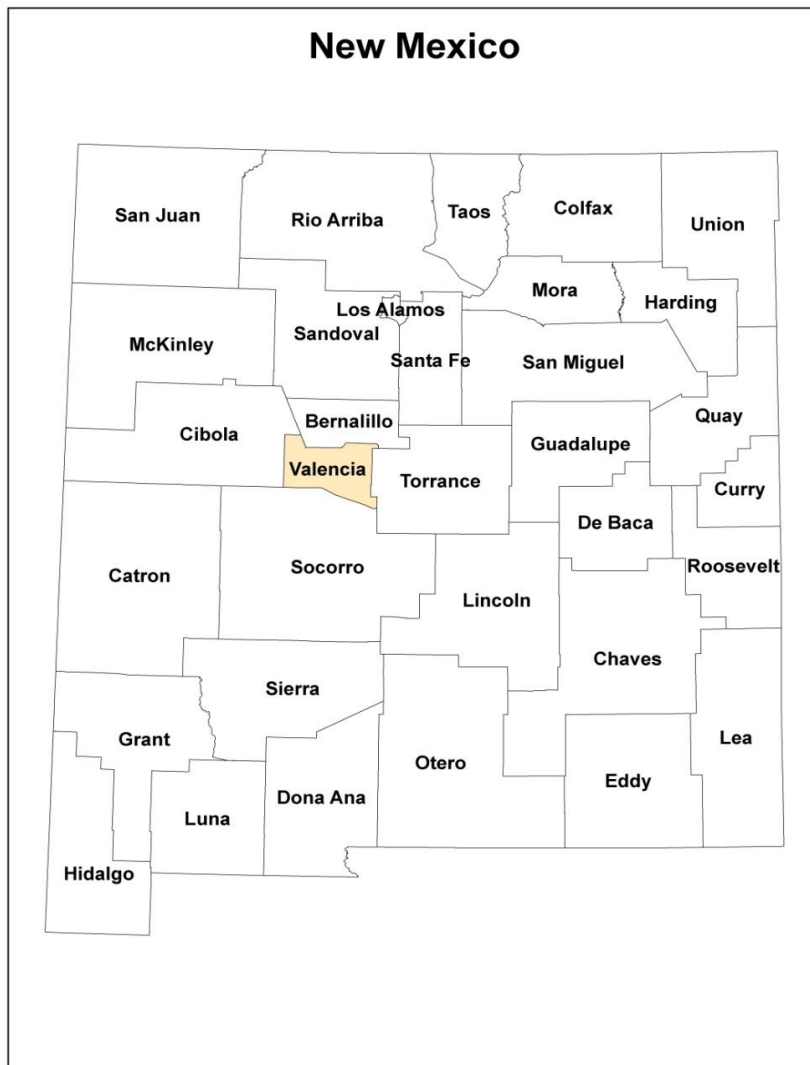 New Mexico
San Juan
Rio Arriba
Taos
Colfax
Union
Mora
Harding
Los Alamos
Sandoval
McKinley
Santa Fe
San Miguel
Quay
Bernalillo
Cibola
Guadalupe
Valencia
Torrance
Curry
De Baca
Roosevelt
Catron
Socorro
Lincoln
Chaves
Sierra
Grant
Lea
Otero
Eddy
Dona Ana
Luna
Hidalgo